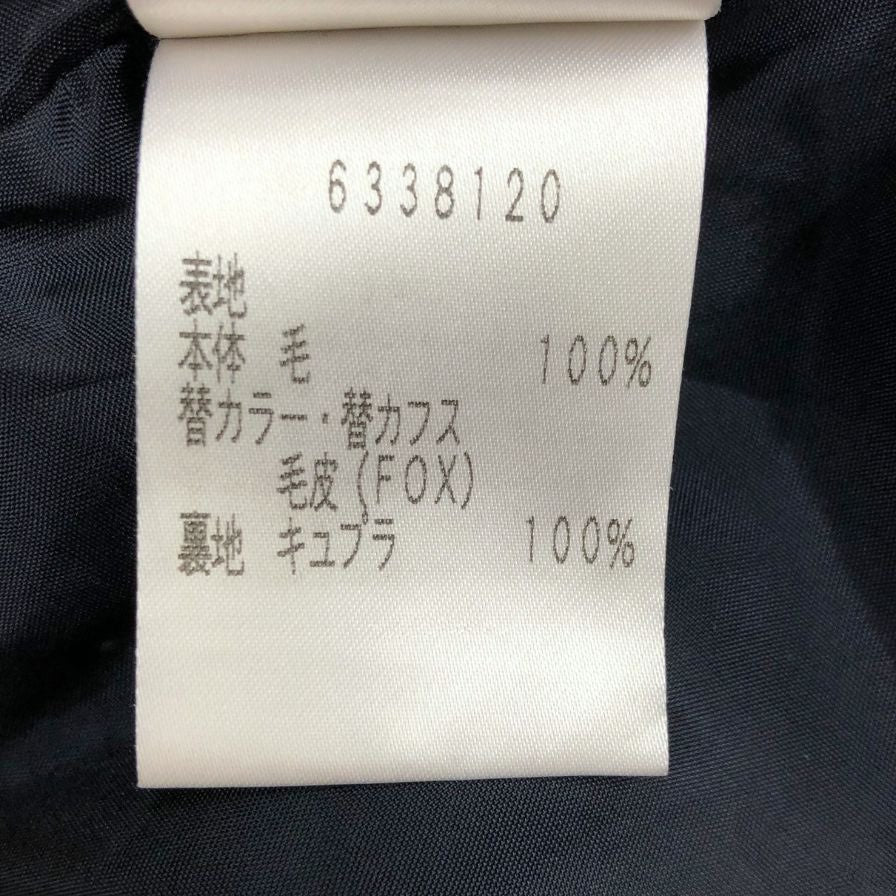 6338120
表地
本体 毛 100%
替カラー・替カフス
毛皮(FOX)
裏地 キュプラ 100%